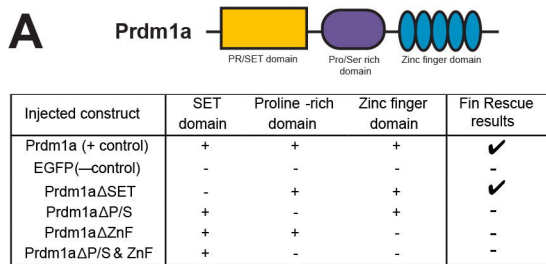 A
Prdm1a
PR/SET domain
Pro/Ser rich
domain
Zinc finger domain
Injected construct SET domain Proline -rich domain Zinc finger domain Fin Rescue results
Prdm1a (+ control) + + + ✔
EGFP(—control) - - - -
Prdm1aΔSET - + + ✔
Prdm1aΔP/S + - + -
Prdm1aΔZnF + + - -
Prdm1aΔP/S & ZnF + - - -